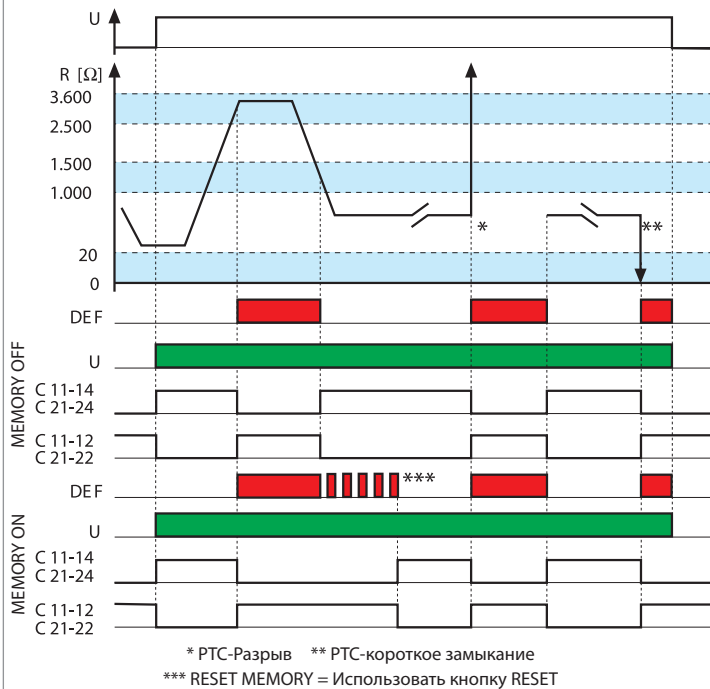 U
R [Ω]
3.600
2.500
1.500
1.000
*
**
20
0
DEF
U
MEMORY OFF
C 11-14
C 21-24
C 11-12
C 21-22
DEF
***
U
MEMORY ON
C 11-14
C 21-24
C 11-12
C 21-22
* РТС-Разрыв ** РТС-короткое замыкание
*** RESET MEMORY = Использовать кнопку RESET